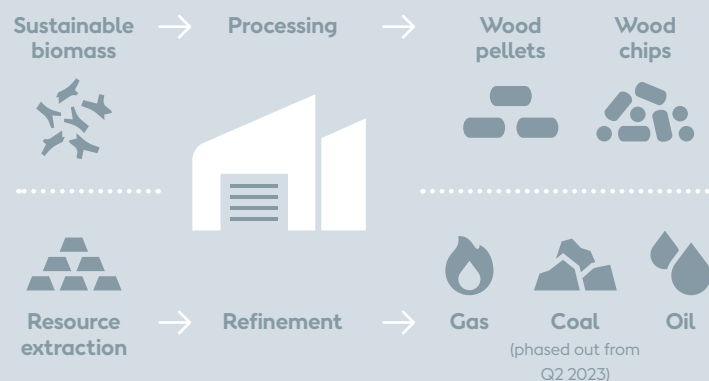 Sustainable
biomass
Processing
Wood
pellets
Wood
chips
Resource
extraction
Refinement
Gas
Coal
(phased out from
Q2 2023)
Oil